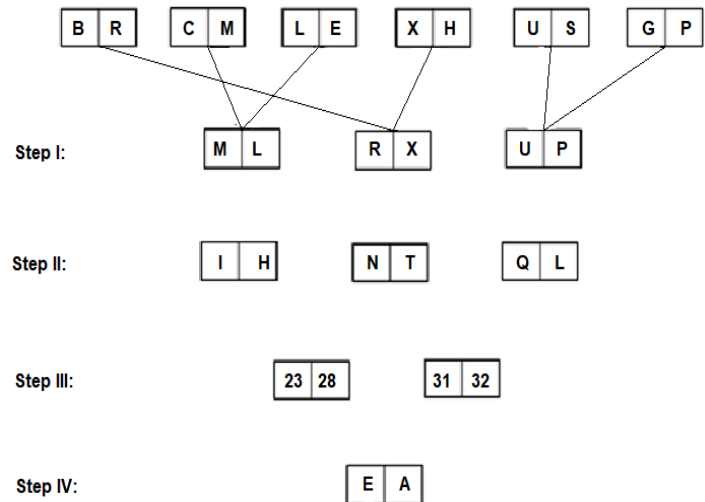 B R C M L E X H U S G P
Step I: M L R X U P
Step II: I H N T Q L
Step III: 23 28 31 32
Step IV: E A